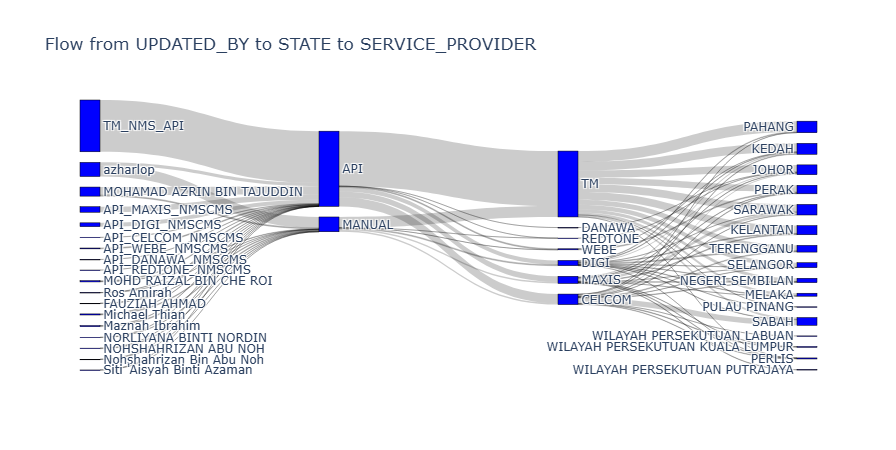 Flow from UPDATED_BY to STATE to SERVICE_PROVIDER
TM_NMS_API
azharlop
MOHAMAD AZRIN BIN TAJUDDIN
API_MAXIS_NMSCMS
API_DIGI_NMSCMS
API_CELCOM_NMSCMS
API_WEBE_NMSCMS
API_DANAWA_NMSCMS
API_REDTONE_NMSCMS
MOHD RAIZAL BIN CHE ROI
Ros Amirah
FAUZIAH AHMAD
Michael Thian
Maznah Ibrahim
NORLIYANA BINTI NORDIN
NOHSHAHRIZAN ABU NOH
Nohshahrizan Bin Abu Noh
Siti Aisyah Binti Azaman
API
MANUAL
TM
DANAWA
REDTONE
WEBE
DIGI
MAXIS
CELCOM
PAHANG
KEDAH
JOHOR
PERAK
SARAWAK
KELANTAN
TERENGGANU
SELANGOR
NEGERI SEMBILAN
MELAKA
PULAU PINANG
SABAH
WILAYAH PERSEKUTUAN LABUAN
WILAYAH PERSEKUTUAN KUALA LUMPUR
PERLIS
WILAYAH PERSEKUTUAN PUTRAJAYA